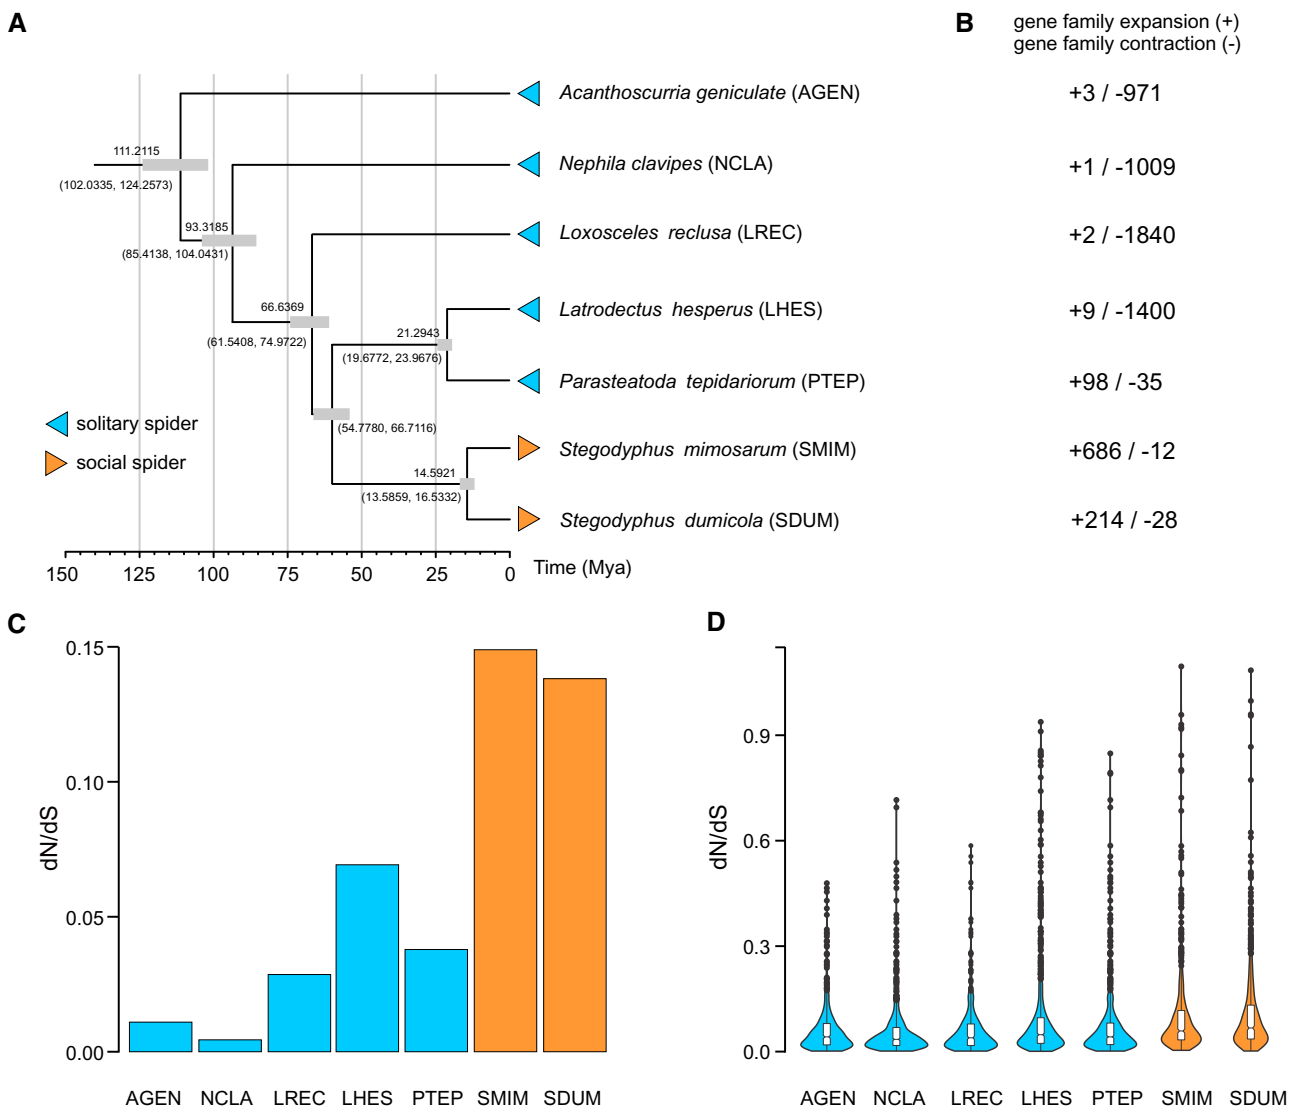 A
B
gene family expansion (+)
gene family contraction (-)
Acanthoscurria geniculate (AGEN)
+3 / -971
111.2115
(102.0335, 124.2573)
Nephila clavipes (NCLA)
+1 / -1009
93.3185
(85.4138, 104.0431)
Loxosceles reclusa (LREC)
+2 / -1840
66.6369
(61.5408, 74.9722)
Latrodectus hesperus (LHES)
+9 / -1400
21.2943
(19.6772, 23.9676)
Parasteatoda tepidariorum (PTEP)
+98 / -35
(54.7780, 66.7116)
solitary spider
social spider
Stegodyphus mimosarum (SMIM)
+686 / -12
14.5921
(13.5859, 16.5332)
Stegodyphus dumicola (SDUM)
+214 / -28
150 125 100 75 50 25 0
Time (Mya)
C
dN/dS
0.15
0.10
0.05
0.00
AGEN NCLA LREC LHES PTEP SMIM SDUM
D
dN/dS
0.9
0.6
0.3
0.0
AGEN NCLA LREC LHES PTEP SMIM SDUM